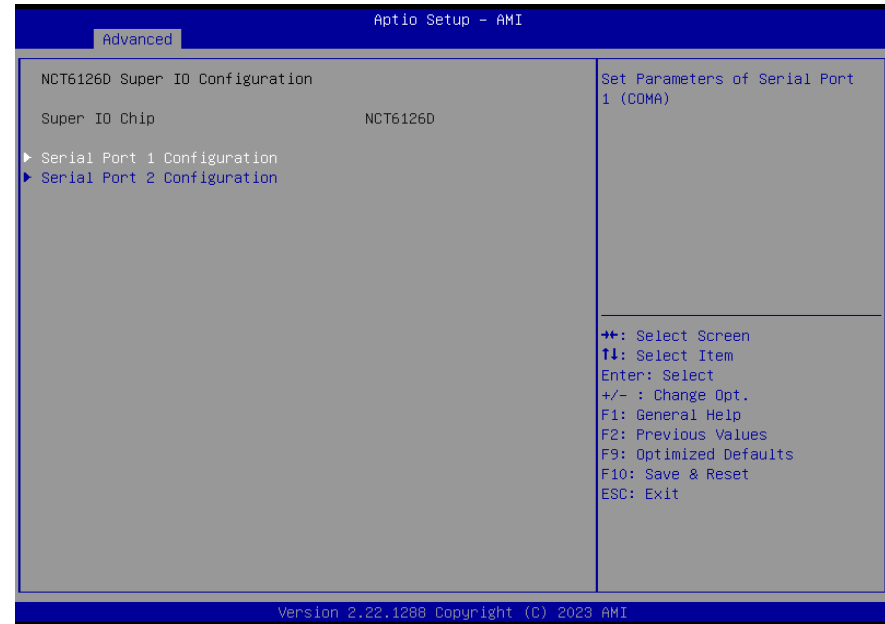 Aptio Setup – AMI
Advanced
NCT6126D Super IO Configuration
Super IO Chip NCT6126D
▶ Serial Port 1 Configuration
▶ Serial Port 2 Configuration
Set Parameters of Serial Port
1 (COMA)
→←: Select Screen
↑↓: Select Item
Enter: Select
+/- : Change Opt.
F1: General Help
F2: Previous Values
F9: Optimized Defaults
F10: Save & Reset
ESC: Exit
Version 2.22.1288 Copyright (C) 2023 AMI